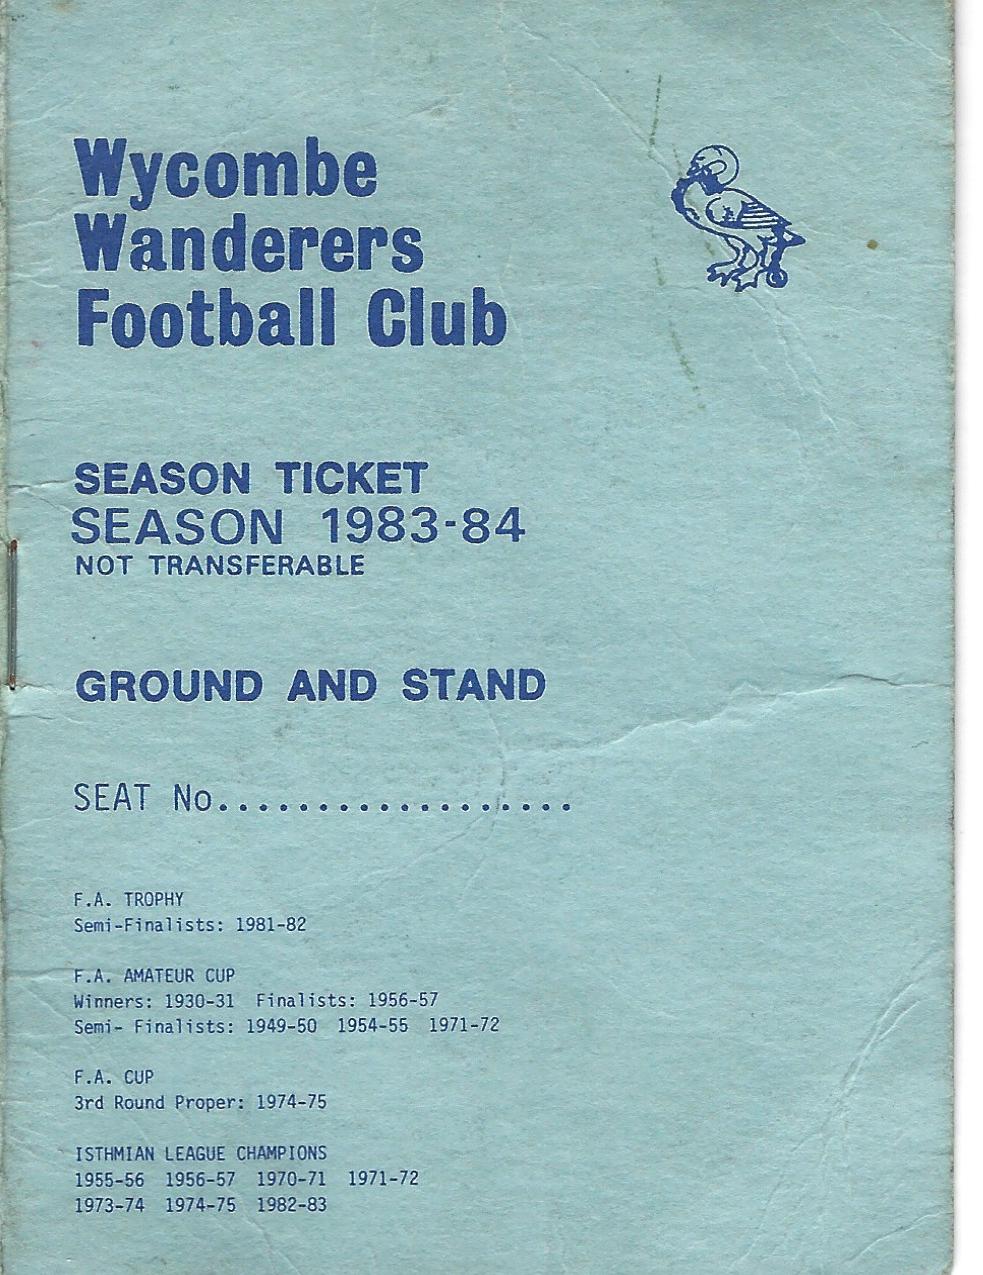 Wycombe
Wanderers
Football Club
SEASON TICKET
SEASON 1983-84
NOT TRANSFERABLE
GROUND AND STAND
SEAT No..................
F.A. TROPHY
Semi-Finalists: 1981-82
F.A. AMATEUR CUP
Winners: 1930-31 Finalists: 1956-57
Semi- Finalists: 1949-50 1954-55 1971-72
F.A. CUP
3rd Round Proper: 1974-75
ISTHMIAN LEAGUE CHAMPIONS
1955-56 1956-57 1970-71 1971-72
1973-74 1974-75 1982-83